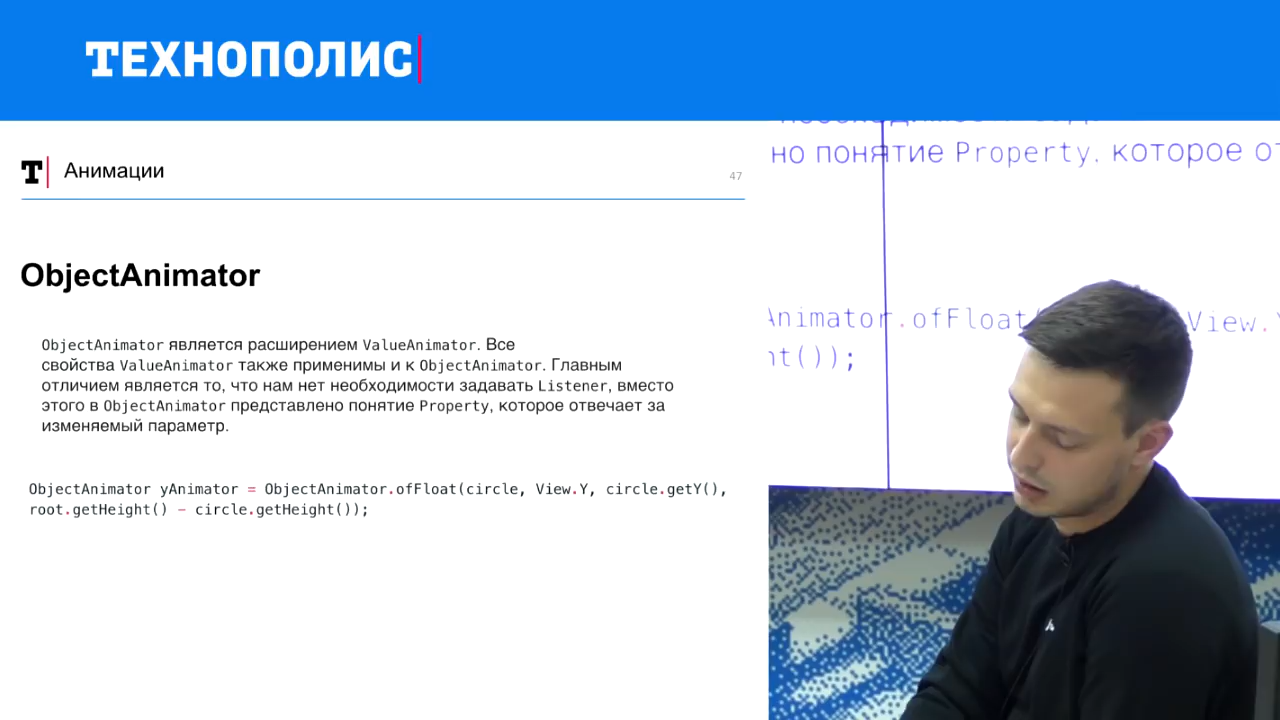 ТЕХНОПОЛИС
Т Анимации
47
ObjectAnimator
ObjectAnimator является расширением ValueAnimator. Все
свойства ValueAnimator также применимы и к ObjectAnimator. Главным
отличием является то, что нам нет необходимости задавать Listener, вместо
этого в ObjectAnimator представлено понятие Property, которое отвечает за
изменяемый параметр.
ObjectAnimator yAnimator = ObjectAnimator.ofFloat(circle, View.Y, circle.getY(),
root.getHeight() - circle.getHeight());
но понятие Property, которое
Animator.ofFloat( View.Y
ht());